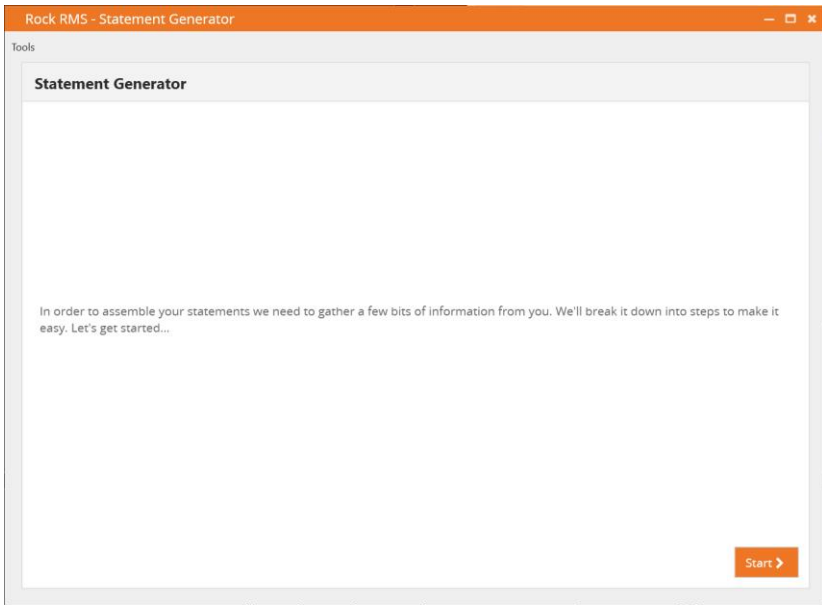 Rock RMS - Statement Generator
Tools
Statement Generator
In order to assemble your statements we need to gather a few bits of information from you. We'll break it down into steps to make it
easy. Let's get started...
Start